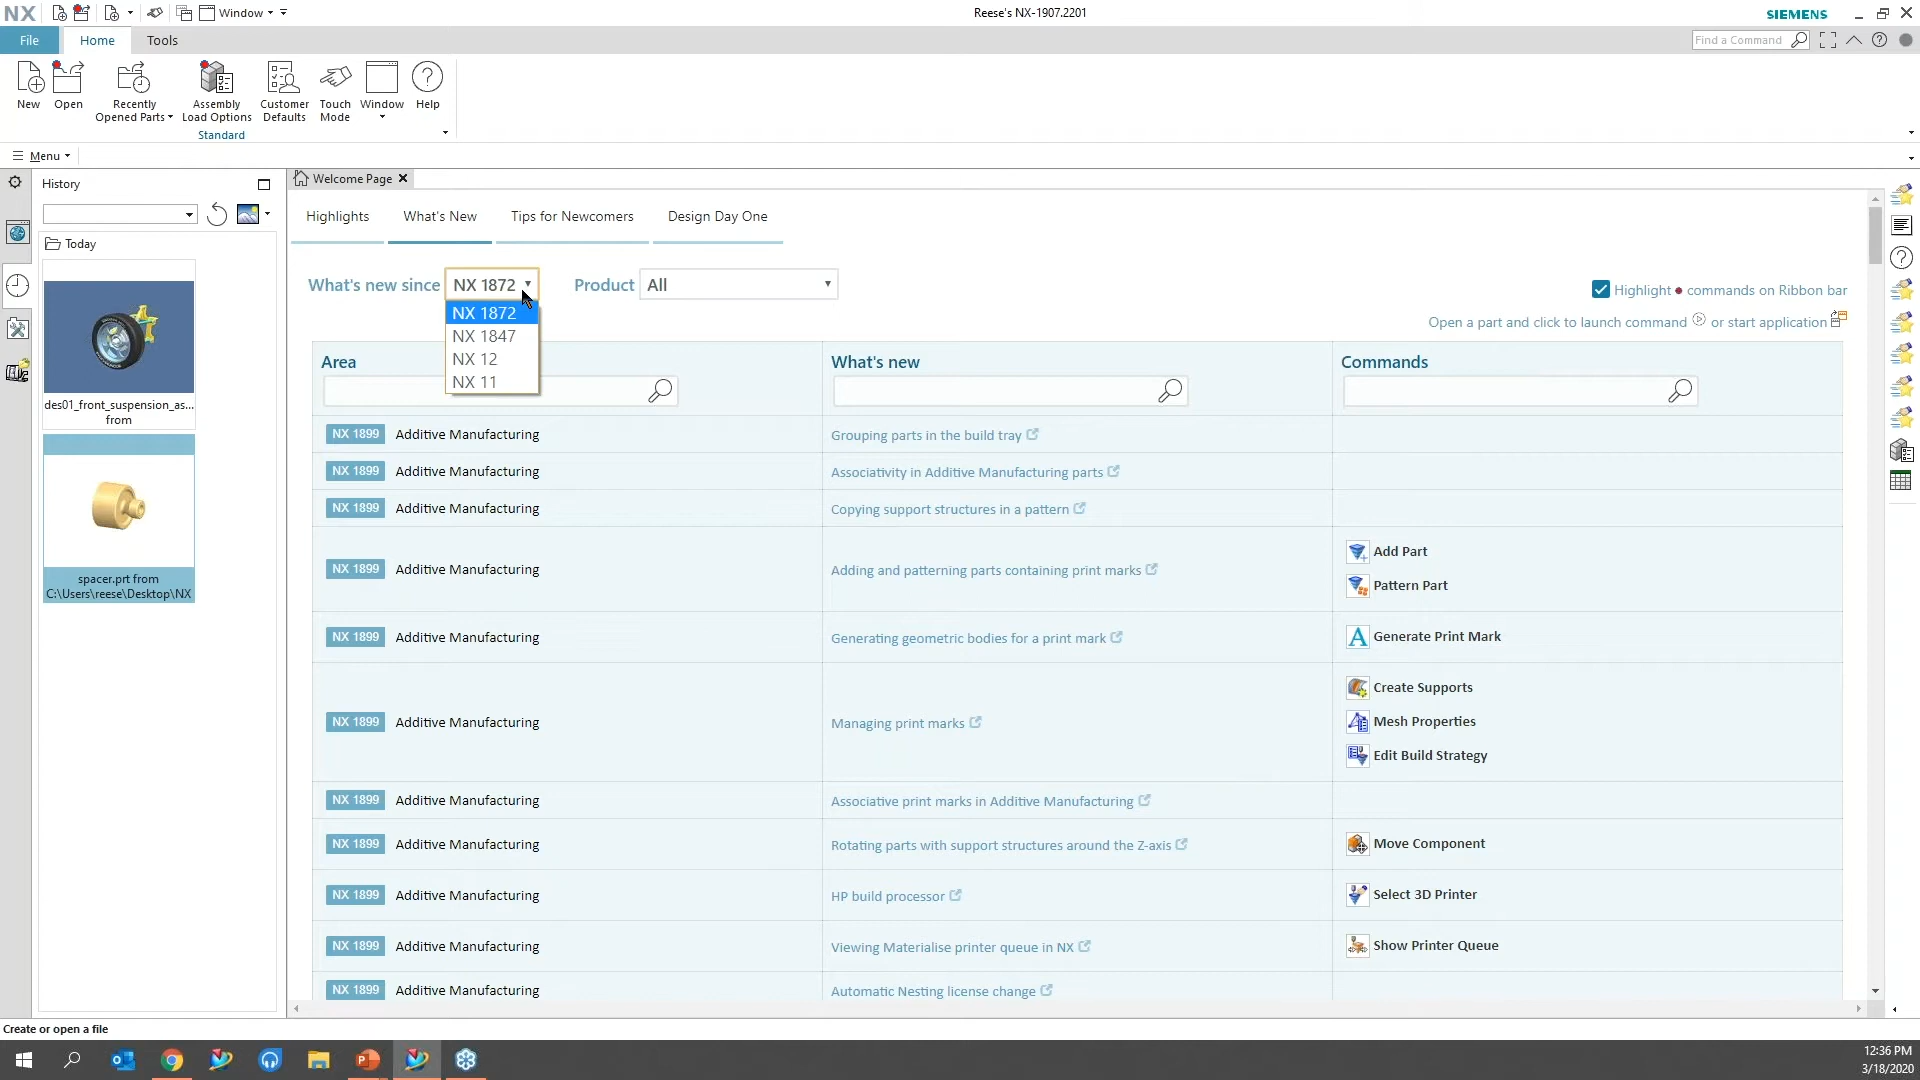 NX Window Reese's NX-1907.2201 SIEMENS
File Home Tools Find a Command
New Open Recently Opened Parts Assembly Load Options Customer Defaults Touch Mode Window Help
Standard
Menu
History Welcome Page
Highlights What's New Tips for Newcomers Design Day One
Today
What's new since NX 1872 Product All Highlight commands on Ribbon bar
NX 1872
NX 1847
NX 12
NX 11
Open a part and click to launch command or start application
Area What's new Commands
des01_front_suspension_as...
from
spacer.prt from
C:\Users\reese\Desktop\NX
NX 1899 Additive Manufacturing Grouping parts in the build tray
NX 1899 Additive Manufacturing Associativity in Additive Manufacturing parts
NX 1899 Additive Manufacturing Copying support structures in a pattern
NX 1899 Additive Manufacturing Adding and patterning parts containing print marks Add Part
Pattern Part
NX 1899 Additive Manufacturing Generating geometric bodies for a print mark Generate Print Mark
NX 1899 Additive Manufacturing Managing print marks Create Supports
Mesh Properties
Edit Build Strategy
NX 1899 Additive Manufacturing Associative print marks in Additive Manufacturing
NX 1899 Additive Manufacturing Rotating parts with support structures around the Z-axis Move Component
NX 1899 Additive Manufacturing HP build processor Select 3D Printer
NX 1899 Additive Manufacturing Viewing Materialise printer queue in NX Show Printer Queue
NX 1899 Additive Manufacturing Automatic Nesting license change
Create or open a file
12:36 PM
3/18/2020